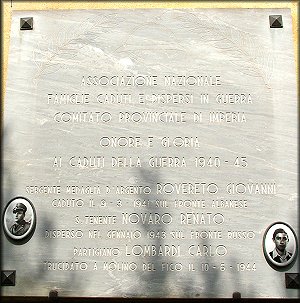 ASSOCIAZIONE NAZIONALE
FAMIGLIE CADUTI E DISPERSI IN GUERRA
COMITATO PROVINCIALE DI IMPERIA
ONORE E GLORIA
AI CADUTI DELLA GUERRA 1940-45
SERGENTE MEDAGLIA D'ARGENTO ROVERETO GIOVANNI
CADUTO IL 9-3 1941 SUL FRONTE ALBANESE
S. TENENTE NOVARO RENATO
DISPERSO NEL GENNAIO 1943 SUL FRONTE RUSSO
PARTIGIANO LOMBARDI CARLO
TRUCIDATO A MOLINO DEL FICO IL 10-6-1944